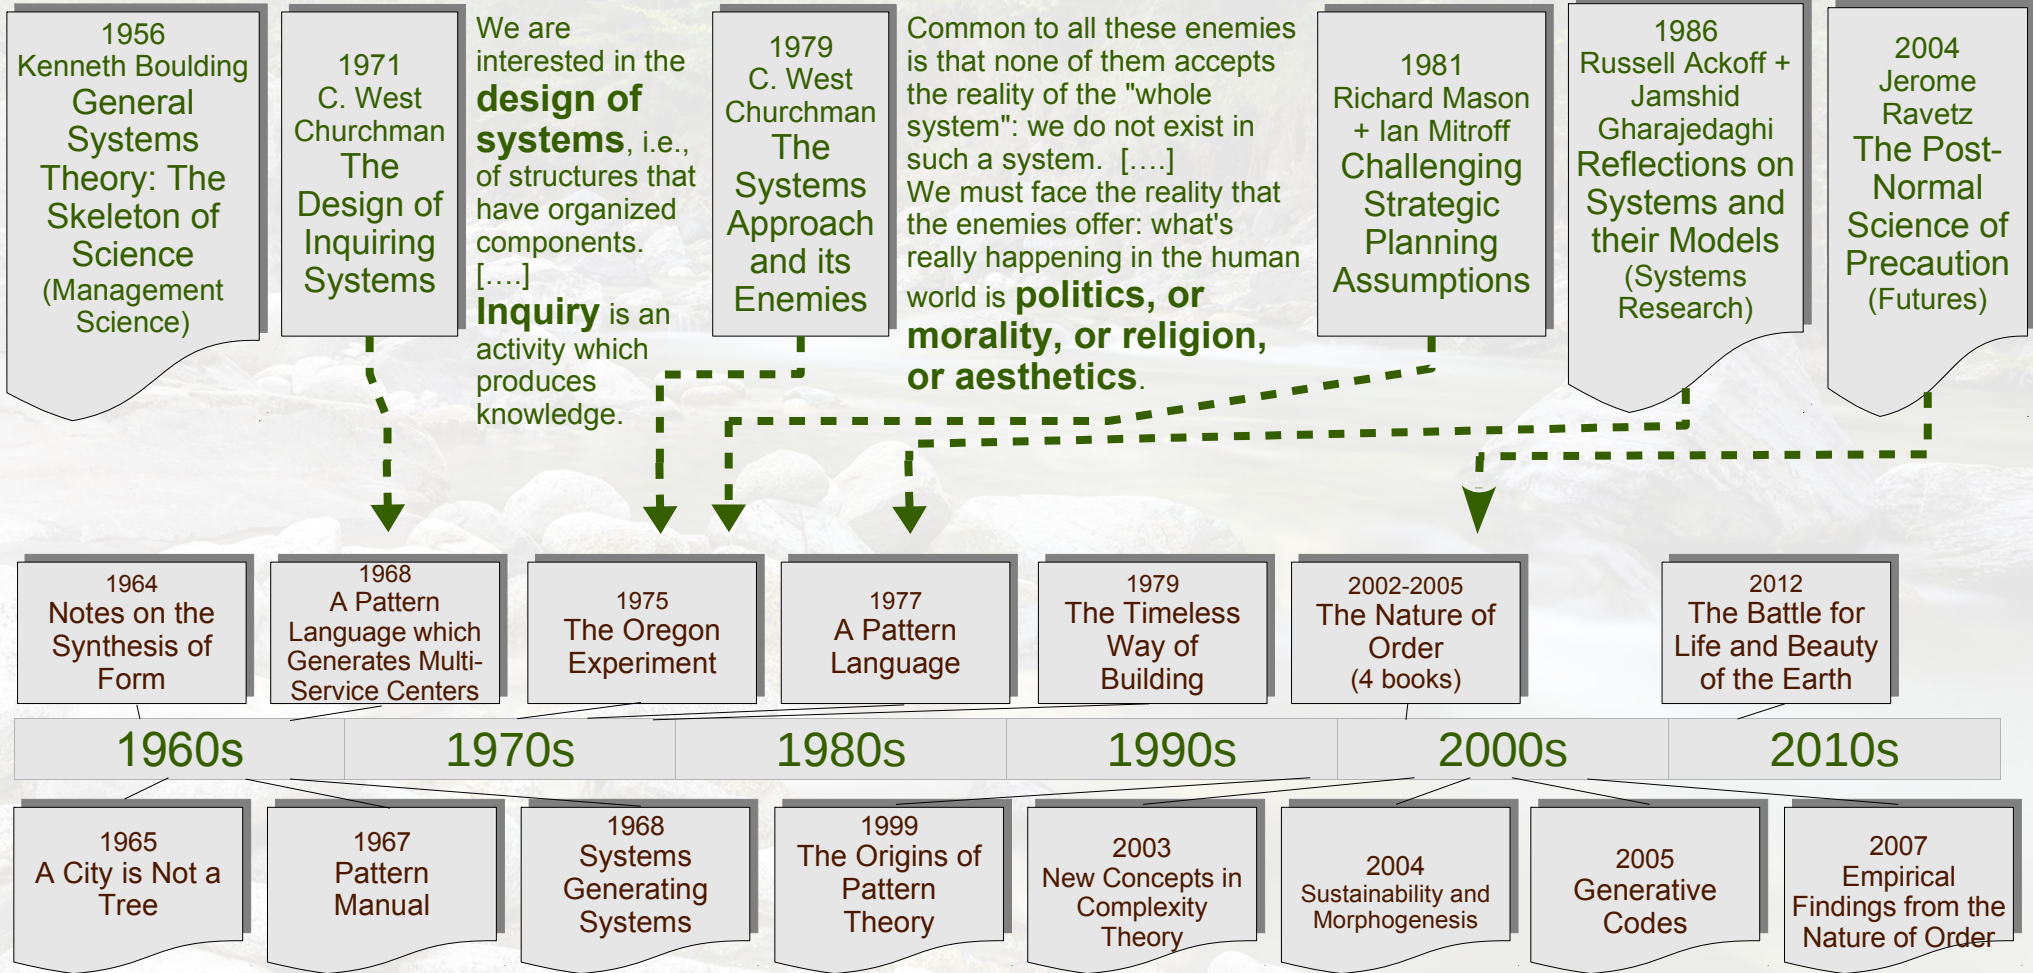 1956
Kenneth Boulding
General
Systems
Theory: The
Skeleton of
Science
(Management
Science)
1971
C. West
Churchman
The
Design of
Inquiring
Systems
We are
interested in the
design of
systems, i.e.,
of structures that
have organized
components.
[....]
Inquiry is an
activity which
produces
knowledge.
1979
C. West
Churchman
The
Systems
Approach
and its
Enemies
Common to all these enemies
is that none of them accepts
the reality of the "whole
system": we do not exist in
such a system. [....]
We must face the reality that
the enemies offer: what's
really happening in the human
world is politics, or
morality, or religion,
or aesthetics.
1981
Richard Mason
+ Ian Mitroff
Challenging
Strategic
Planning
Assumptions
1986
Russell Ackoff +
Jamshid
Gharajedaghi
Reflections on
Systems and
their Models
(Systems
Research)
2004
Jerome
Ravetz
The Post-
Normal
Science of
Precaution
(Futures)
1964
Notes on the
Synthesis of
Form
1968
A Pattern
Language which
Generates Multi-
Service Centers
1975
The Oregon
Experiment
1977
A Pattern
Language
1979
The Timeless
Way of
Building
2002-2005
The Nature of
Order
(4 books)
2012
The Battle for
Life and Beauty
of the Earth
1960s
1970s
1980s
1990s
2000s
2010s
1965
A City is Not a
Tree
1967
Pattern
Manual
1968
Systems
Generating
Systems
1999
The Origins of
Pattern
Theory
2003
New Concepts in
Complexity
Theory
2004
Sustainability and
Morphogenesis
2005
Generative
Codes
2007
Empirical
Findings from the
Nature of Order